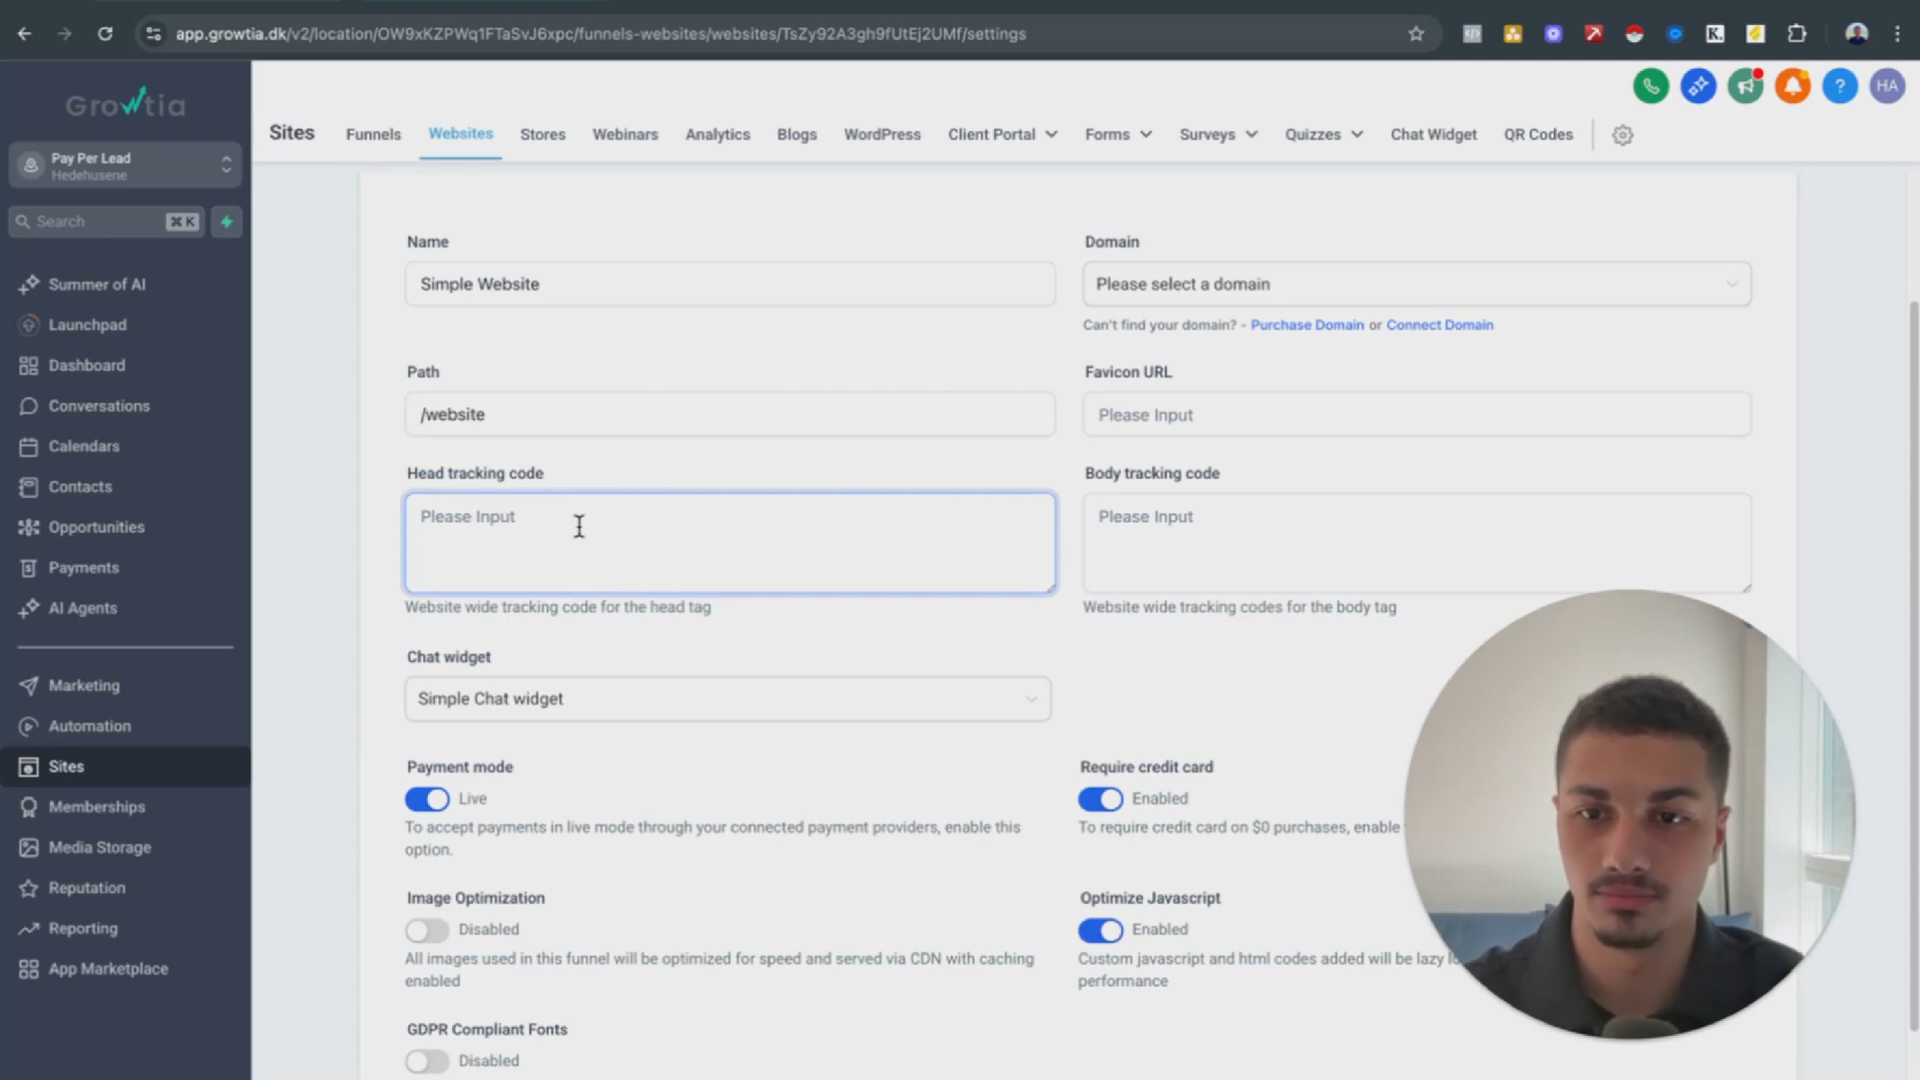 app.growtia.dk/v2/location/OW9xKZPWq1FTaSvJ6xpc/funnels-websites/websites/TsZy92A3gh9fUtEj2UMf/settings
K.
Growtia
HA
Sites
Funnels
Websites
Stores
Webinars
Analytics
Blogs
WordPress
Client Portal
Forms
Surveys
Quizzes
Chat Widget
QR Codes
Pay Per Lead
Hedehusene
Search
⌘ K
Summer of AI
Launchpad
Dashboard
Conversations
Calendars
Contacts
Opportunities
Payments
AI Agents
Marketing
Automation
Sites
Memberships
Media Storage
Reputation
Reporting
App Marketplace
Name
Simple Website
Domain
Please select a domain
Can't find your domain? - Purchase Domain or Connect Domain
Path
/website
Favicon URL
Please Input
Head tracking code
Please Input
Website wide tracking code for the head tag
Body tracking code
Please Input
Website wide tracking codes for the body tag
Chat widget
Simple Chat widget
Payment mode
Live
To accept payments in live mode through your connected payment providers, enable this
option.
Require credit card
Enabled
To require credit card on $0 purchases, enable
Image Optimization
Disabled
All images used in this funnel will be optimized for speed and served via CDN with caching
enabled
Optimize Javascript
Enabled
Custom javascript and html codes added will be lazy
performance
GDPR Compliant Fonts
Disabled